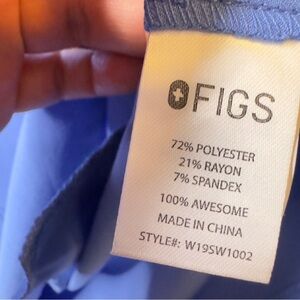 FIGS
72% POLYESTER
21% RAYON
7% SPANDEX
100% AWESOME
MADE IN CHINA
STYLE#: W19SW1002